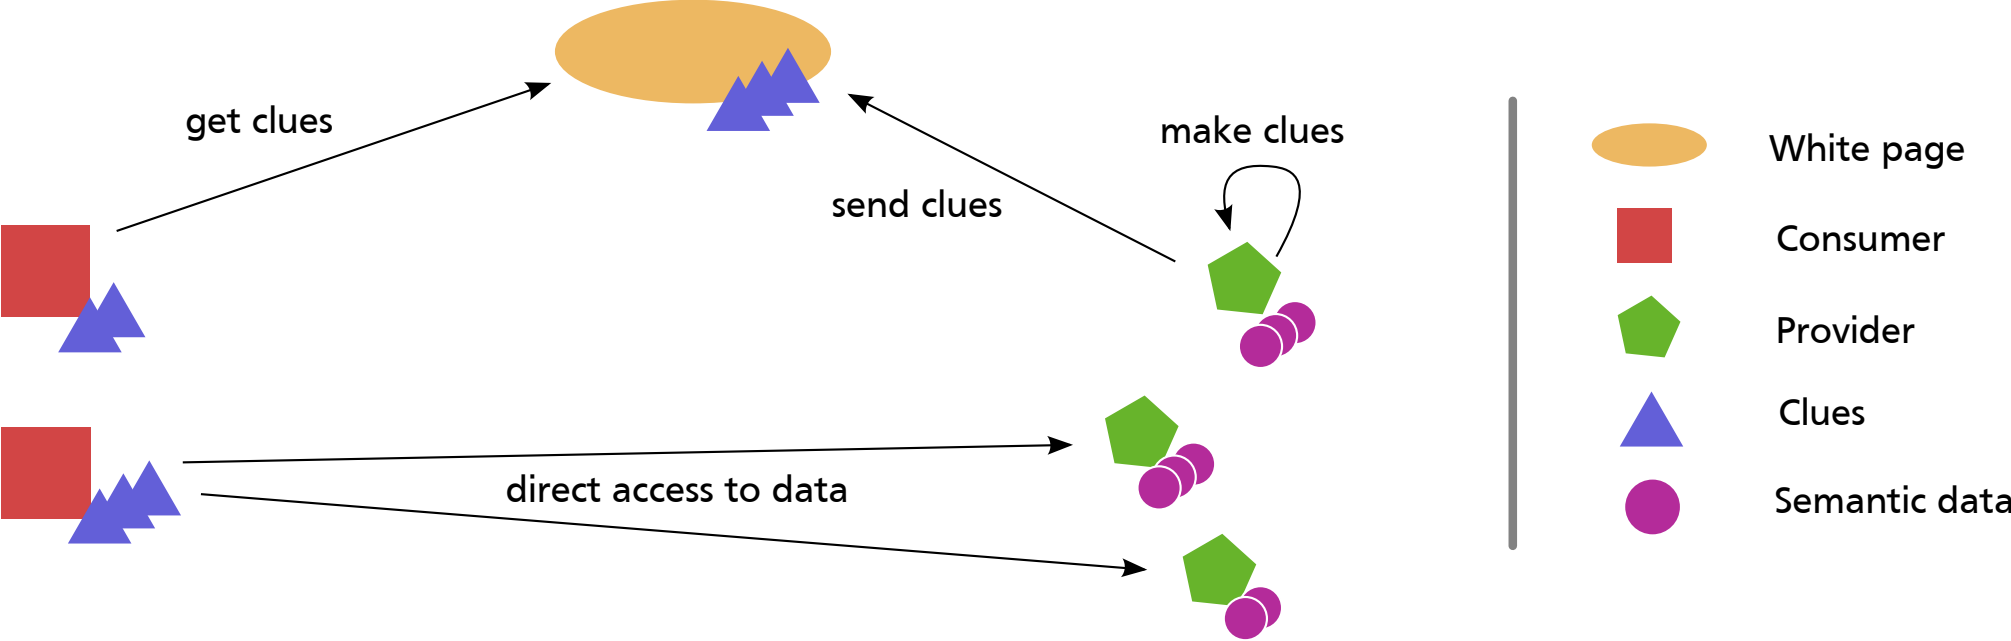 get clues
make clues
send clues
direct access to data
White page
Consumer
Provider
Clues
Semantic data